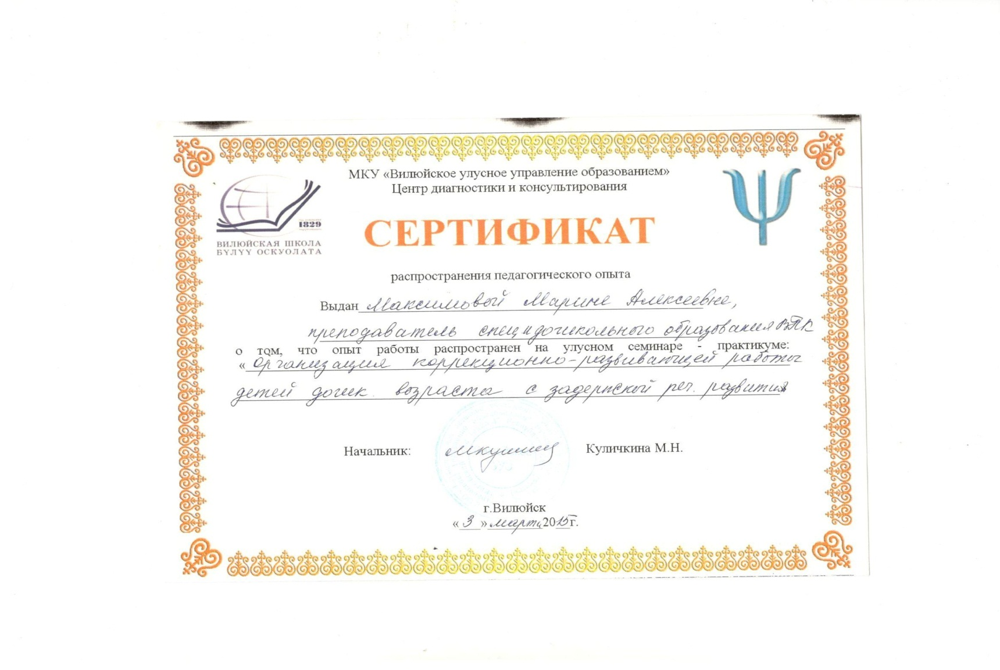 МКУ «Вилюйское улусное управление образованием»
Центр диагностики и консультирования
1829
ВИЛЮЙСКАЯ ШКОЛА
БҮЛҮҮ ОСКУОЛАТА
СЕРТИФИКАТ
распространения педагогического опыта
Выдан Максимовой Марине Алексеевне,
преподаватель спец. дошкольного образования ВПК
о том, что опыт работы распространен на улусном семинаре - практикуме:
«Организация коррекционно-развивающей работы
детей дошк. возраста с задержкой реч. развития
Начальник: Куличкина М.Н.
г.Вилюйск
«3» марта 2015г.